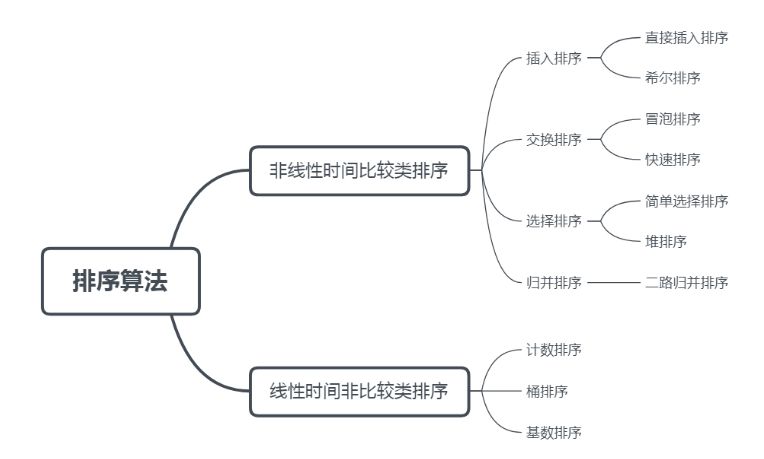 排序算法
非线性时间比较类排序
插入排序
直接插入排序
希尔排序
交换排序
冒泡排序
快速排序
选择排序
简单选择排序
堆排序
归并排序
二路归并排序
线性时间非比较类排序
计数排序
桶排序
基数排序